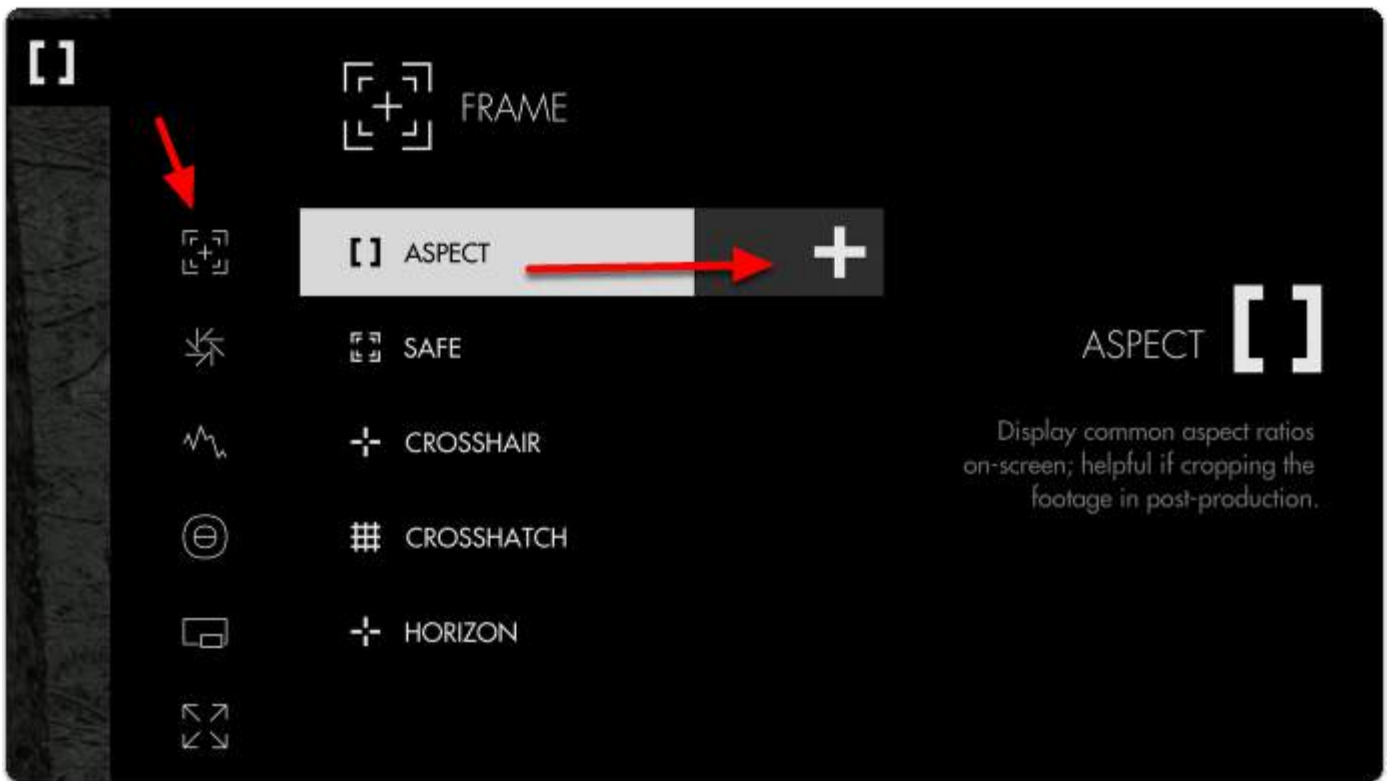 FRAME
ASPECT
SAFE
CROSSHAIR
CROSSHATCH
HORIZON
ASPECT
Display common aspect ratios
on-screen; helpful if cropping the
footage in post-production.